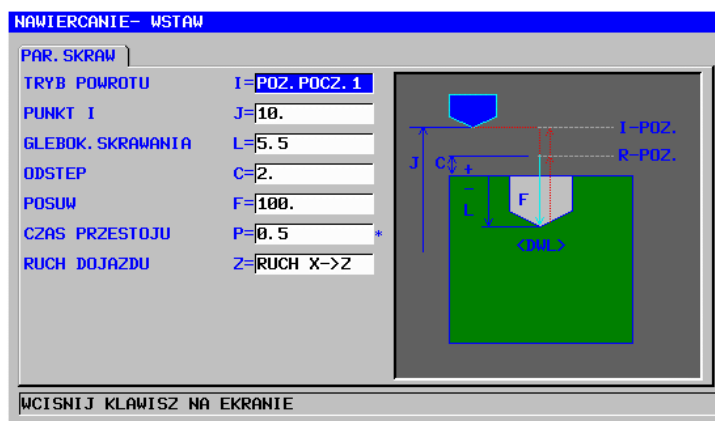 NAWIERCANIE- WSTAW
PAR.SKRAW
TRYB POWROTU I=POZ.POCZ.1
PUNKT I J=10.
GLEBOK.SKRAWANIA L=5.5
ODSTEP C=2.
POSUW F=100.
CZAS PRZESTOJU P=0.5 *
RUCH DOJAZDU Z=RUCH X->Z
I-POZ.
R-POZ.
J
C
+
-
L
F
<DWL>
WCISNIJ KLAWISZ NA EKRANIE